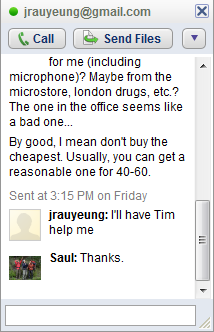 jrauyeung@gmail.com
Call Send Files
for me (including
microphone)? Maybe from the
microstore, london drugs, etc.?
The one in the office seems like
a bad one...
By good, I mean don't buy the
cheapest. Usually, you can get a
reasonable one for 40-60.
Sent at 3:15 PM on Friday
jrauyeung: I'll have Tim
help me
Saul: Thanks.